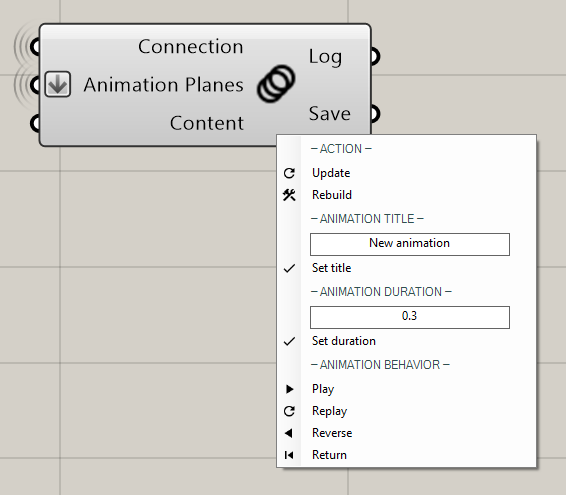 Connection
Log
Animation Planes
Save
Content
– ACTION –
Update
Rebuild
– ANIMATION TITLE –
New animation
Set title
– ANIMATION DURATION –
0.3
Set duration
– ANIMATION BEHAVIOR –
Play
Replay
Reverse
Return